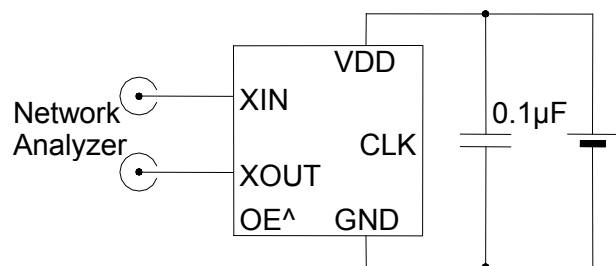 VDD
Network
Analyzer
XIN
0.1µF
CLK
XOUT
OE^
GND